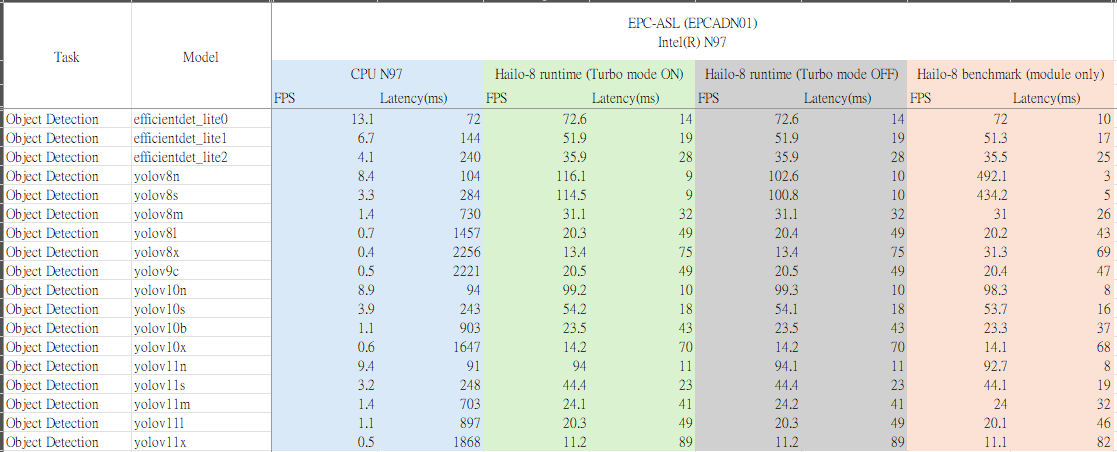 EPC-ASL (EPCADN01)
Intel(R) N97
Task Model
CPU N97 Hailo-8 runtime (Turbo mode ON) Hailo-8 runtime (Turbo mode OFF) Hailo-8 benchmark (module only)
FPS Latency(ms) FPS Latency(ms) FPS Latency(ms) FPS Latency(ms)
Object Detection efficientdet_lite0 13.1 72 72.6 14 72.6 14 72 10
Object Detection efficientdet_lite1 6.7 144 51.9 19 51.9 19 51.3 17
Object Detection efficientdet_lite2 4.1 240 35.9 28 35.9 28 35.5 25
Object Detection yolov8n 8.4 104 116.1 9 102.6 10 492.1 3
Object Detection yolov8s 3.3 284 114.5 9 100.8 10 434.2 5
Object Detection yolov8m 1.4 730 31.1 32 31.1 32 31 26
Object Detection yolov8l 0.7 1457 20.3 49 20.4 49 20.2 43
Object Detection yolov8x 0.4 2256 13.4 75 13.4 75 31.3 69
Object Detection yolov9c 0.5 2221 20.5 49 20.5 49 20.4 47
Object Detection yolov10n 8.9 94 99.2 10 99.3 10 98.3 8
Object Detection yolov10s 3.9 243 54.2 18 54.1 18 53.7 16
Object Detection yolov10b 1.1 903 23.5 43 23.5 43 23.3 37
Object Detection yolov10x 0.6 1647 14.2 70 14.2 70 14.1 68
Object Detection yolov11n 9.4 91 94 11 94.1 11 92.7 8
Object Detection yolov11s 3.2 248 44.4 23 44.4 23 44.1 19
Object Detection yolov11m 1.4 703 24.1 41 24.2 41 24 32
Object Detection yolov11l 1.1 897 20.3 49 20.3 49 20.1 46
Object Detection yolov11x 0.5 1868 11.2 89 11.2 89 11.1 82